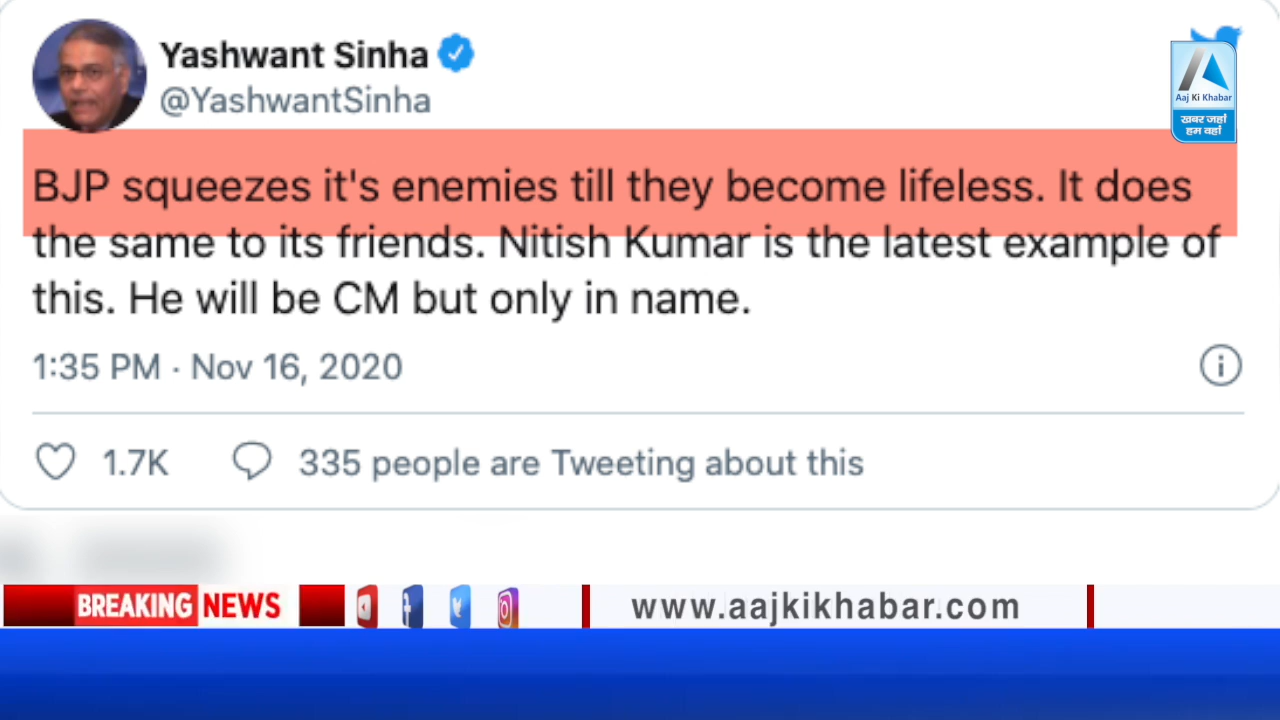 Yashwant Sinha
@YashwantSinha
Aaj Ki Khabar
खबर जहां
हम वहां
BJP squeezes it's enemies till they become lifeless. It does
the same to its friends. Nitish Kumar is the latest example of
this. He will be CM but only in name.
1:35 PM · Nov 16, 2020
1.7K 335 people are Tweeting about this
BREAKING NEWS www.aajkikhabar.com